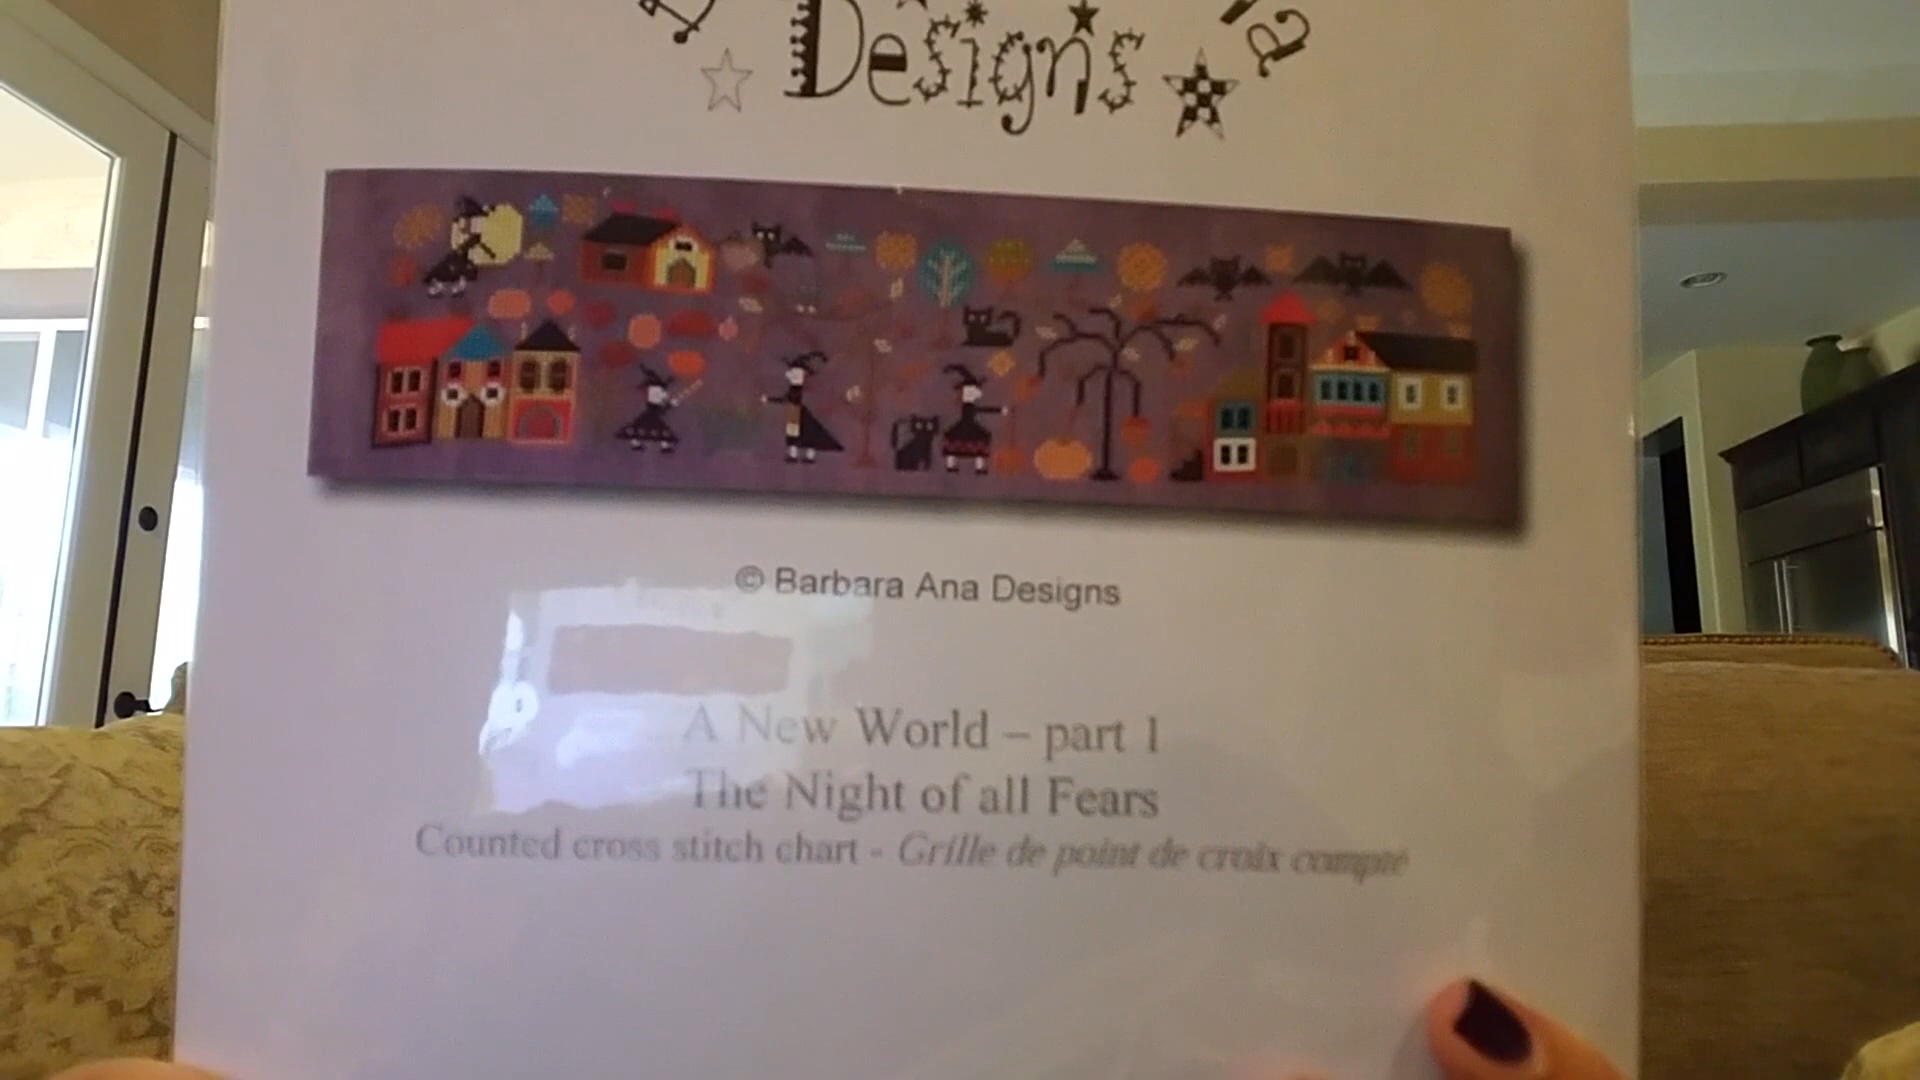 Designs
© Barbara Ana Designs
A New World – part 1
The Night of all Fears
Counted cross stitch chart - Grille de point de croix compté